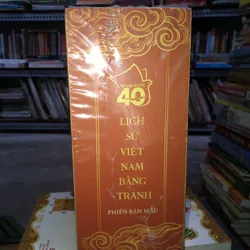 40
LỊCH
SỬ
VIỆT
NAM
BẰNG
TRANH
PHIÊN BẢN MÀU